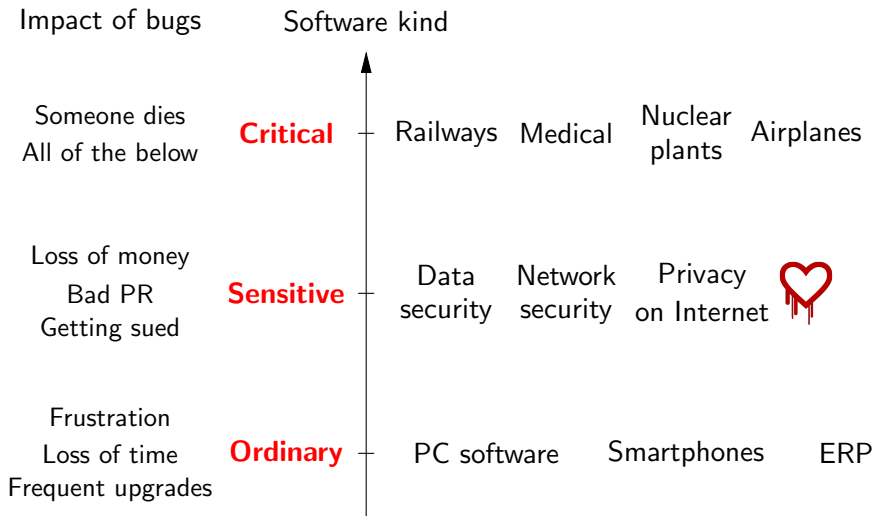 Impact of bugs
Software kind
Someone dies
All of the below
Critical
Railways
Medical
Nuclear
plants
Airplanes
Loss of money
Bad PR
Getting sued
Sensitive
Data
security
Network
security
Privacy
on Internet
Frustration
Loss of time
Frequent upgrades
Ordinary
PC software
Smartphones
ERP